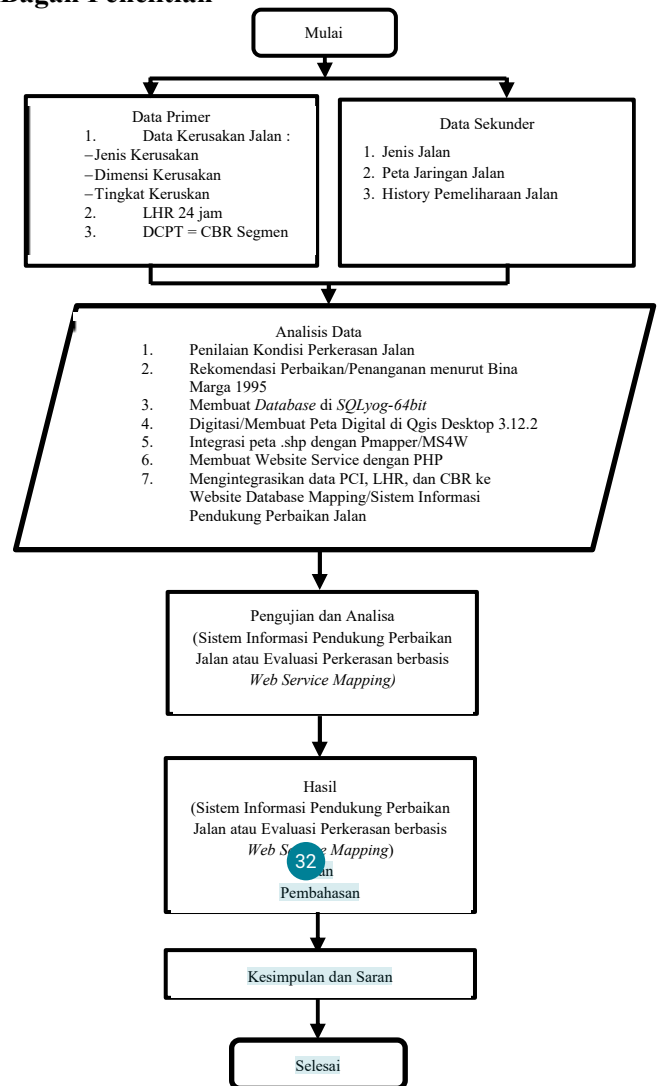 Bagan Penelitian
Mulai
Data Primer
1. Data Kerusakan Jalan :
–Jenis Kerusakan
–Dimensi Kerusakan
–Tingkat Keruskan
2. LHR 24 jam
3. DCPT = CBR Segmen
Data Sekunder
1. Jenis Jalan
2. Peta Jaringan Jalan
3. History Pemeliharaan Jalan
Analisis Data
1. Penilaian Kondisi Perkerasan Jalan
2. Rekomendasi Perbaikan/Penanganan menurut Bina
Marga 1995
3. Membuat Database di SQLyog-64bit
4. Digitasi/Membuat Peta Digital di Qgis Desktop 3.12.2
5. Integrasi peta .shp dengan Pmapper/MS4W
6. Membuat Website Service dengan PHP
7. Mengintegrasikan data PCI, LHR, dan CBR ke
Website Database Mapping/Sistem Informasi
Pendukung Perbaikan Jalan
Pengujian dan Analisa
(Sistem Informasi Pendukung Perbaikan
Jalan atau Evaluasi Perkerasan berbasis
Web Service Mapping)
Hasil
(Sistem Informasi Pendukung Perbaikan
Jalan atau Evaluasi Perkerasan berbasis
Web Mapping)
32
Pembahasan
Kesimpulan dan Saran
Selesai